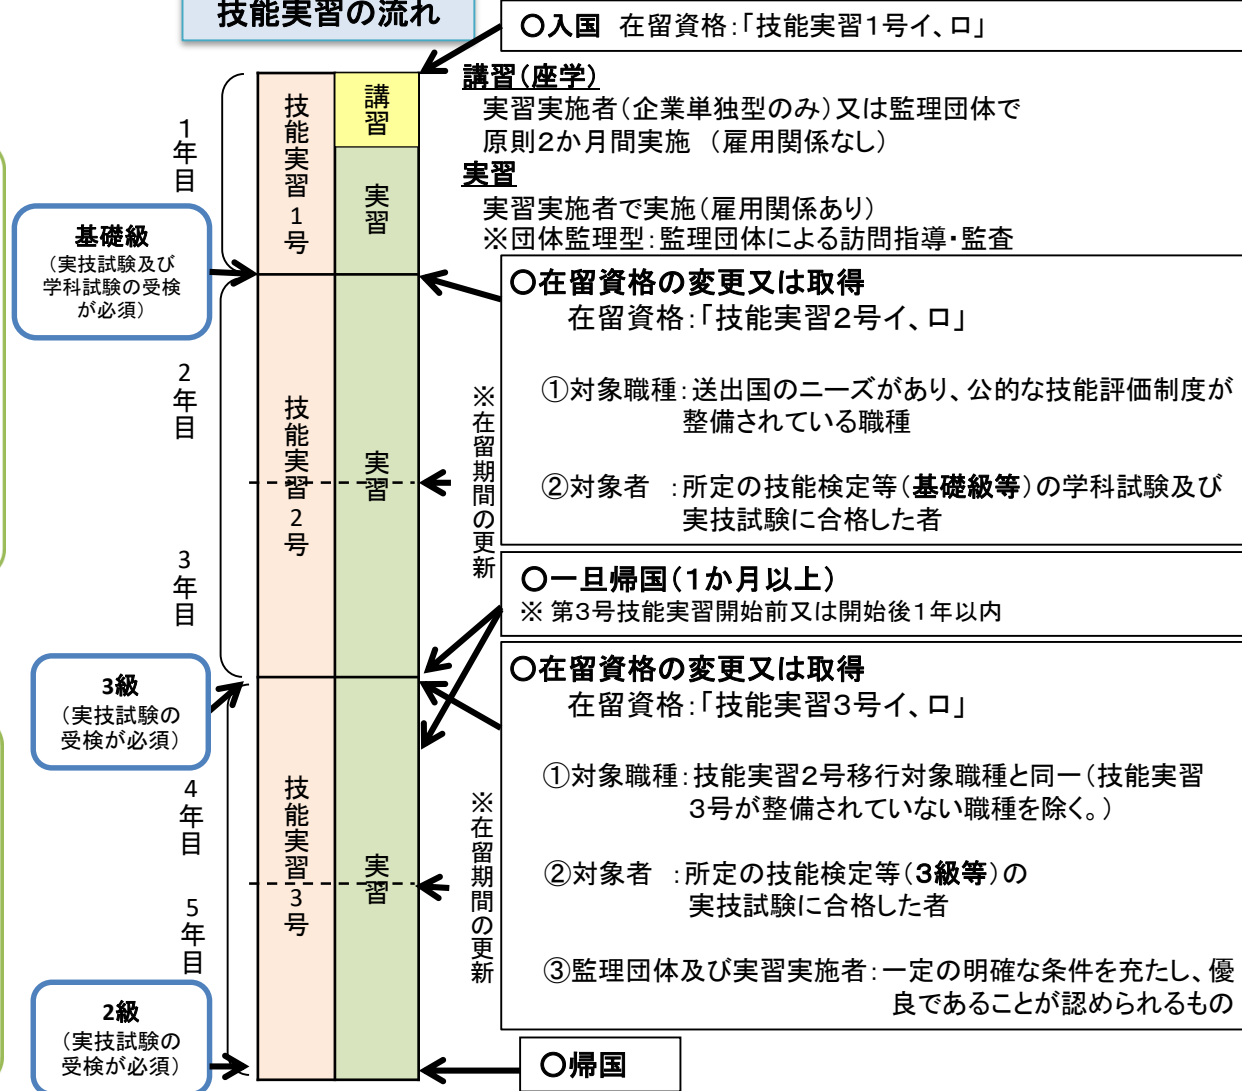 技能実習の流れ
○入国 在留資格:「技能実習1号イ、ロ」
講習(座学)
実習実施者(企業単独型のみ)又は監理団体で
原則2か月間実施 (雇用関係なし)
実習
実習実施者で実施(雇用関係あり)
※団体監理型:監理団体による訪問指導・監査
1年目
技能実習1号
講習
実習
基礎級
(実技試験及び
学科試験の受検
が必須)
○在留資格の変更又は取得
在留資格:「技能実習2号イ、ロ」
①対象職種:送出国のニーズがあり、公的な技能評価制度が
整備されている職種
②対象者 :所定の技能検定等(基礎級等)の学科試験及び
実技試験に合格した者
2年目
3年目
技能実習2号
実習
※在留期間の更新
○一旦帰国(1か月以上)
※ 第3号技能実習開始前又は開始後1年以内
3級
(実技試験の
受検が必須)
○在留資格の変更又は取得
在留資格:「技能実習3号イ、ロ」
①対象職種:技能実習2号移行対象職種と同一(技能実習
3号が整備されていない職種を除く。)
②対象者 :所定の技能検定等(3級等)の
実技試験に合格した者
③監理団体及び実習実施者:一定の明確な条件を充たし、優
良であることが認められるもの
4年目
5年目
技能実習3号
実習
※在留期間の更新
2級
(実技試験の
受検が必須)
○帰国